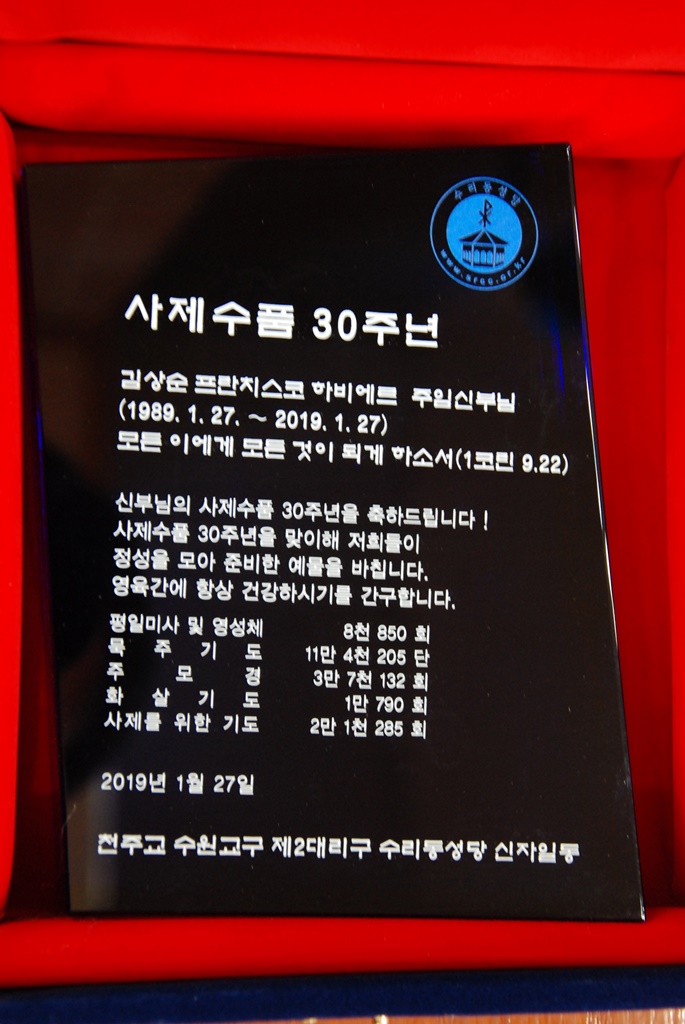 수리동성당
www.srcc.or.kr
사제수품 30주년
길상순 프란치스코 하비에르 주임신부님
(1989. 1. 27. ~ 2019. 1. 27)
모든 이에게 모든 것이 되게 하소서(1코린 9.22)
신부님의 사제수품 30주년을 축하드립니다 !
사제수품 30주년을 맞이해 저희들이
정성을 모아 준비한 예물을 바칩니다.
영육간에 항상 건강하시기를 간구합니다.
평일미사 및 영성체 8천 850 회
묵 주 기 도 11만 4천 205 단
주 모 경 3만 7천 132 회
화 살 기 도 1만 790 회
사제를 위한 기도 2만 1천 285 회
2019년 1월 27일
천주교 수원교구 제2대리구 수리동성당 신자일동